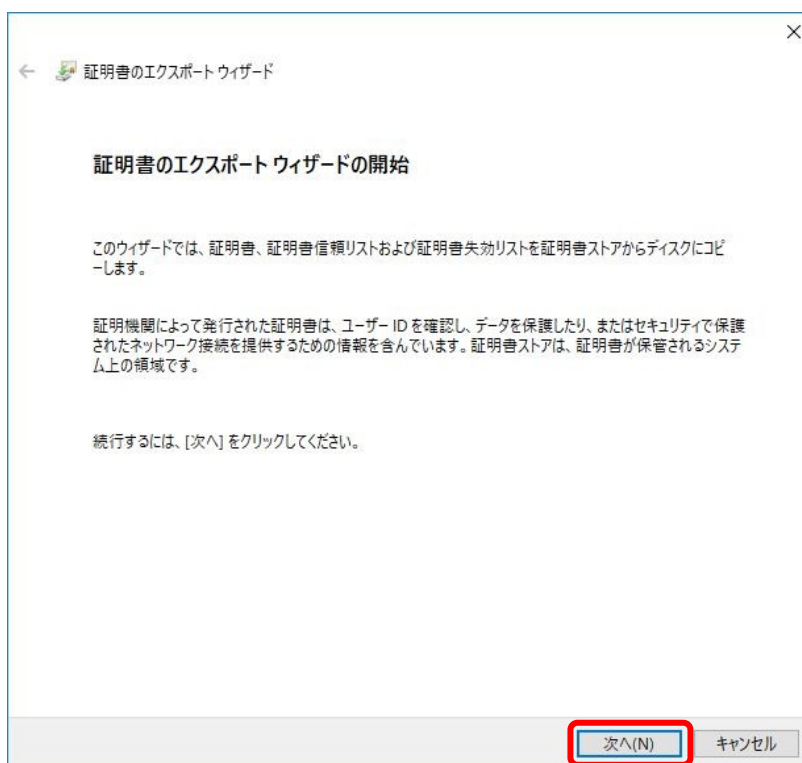 証明書のエクスポート ウィザード
証明書のエクスポート ウィザードの開始
このウィザードでは、証明書、証明書信頼リストおよび証明書失効リストを証明書ストアからディスクにコピ
ーします。
証明機関によって発行された証明書は、ユーザー ID を確認し、データを保護したり、またはセキュリティで保護
されたネットワーク接続を提供するための情報を含んでいます。証明書ストアは、証明書が保管されるシステ
ム上の領域です。
続行するには、[次へ] をクリックしてください。
次へ(N) キャンセル